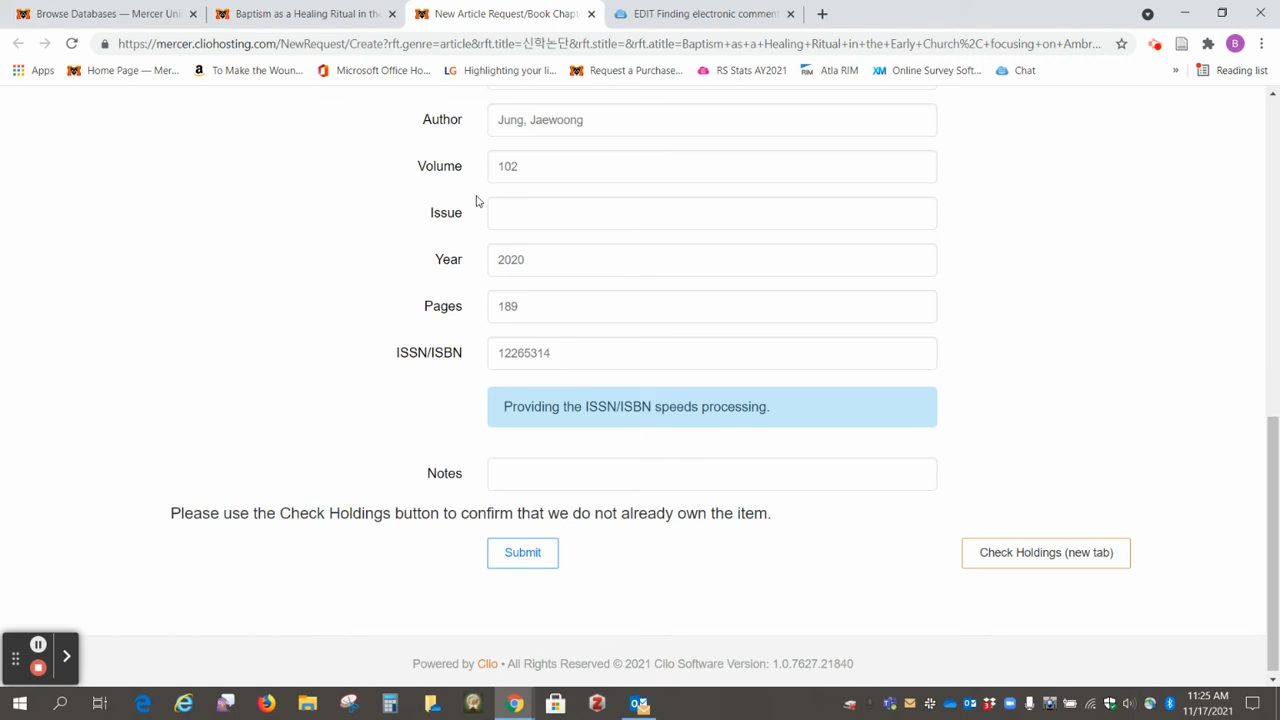 Browse Databases — Mercer Uni
Baptism as a Healing Ritual in the
New Article Request/Book Chapt
EDIT Finding electronic comment
https://mercer.cliohosting.com/NewRequest/Create?rft.genre=article&rft.title=신학논단&rft.stitle=&rft.atitle=Baptism+as+a+Healing+Ritual+in+the+Early+Church%2C+focusing+on+Ambr...
B
Apps
Home Page — Mer...
To Make the Woun...
Microsoft Office Ho...
Highlighting your li...
Request a Purchase...
RS Stats AY2021
Atla RIM
Online Survey Soft...
Chat
»
Reading list
Author
Jung, Jaewoong
Volume
102
Issue
Year
2020
Pages
189
ISSN/ISBN
12265314
Providing the ISSN/ISBN speeds processing.
Notes
Please use the Check Holdings button to confirm that we do not already own the item.
Submit
Check Holdings (new tab)
Powered by Clio • All Rights Reserved © 2021 Clio Software Version: 1.0.7627.21840
11:25 AM
11/17/2021